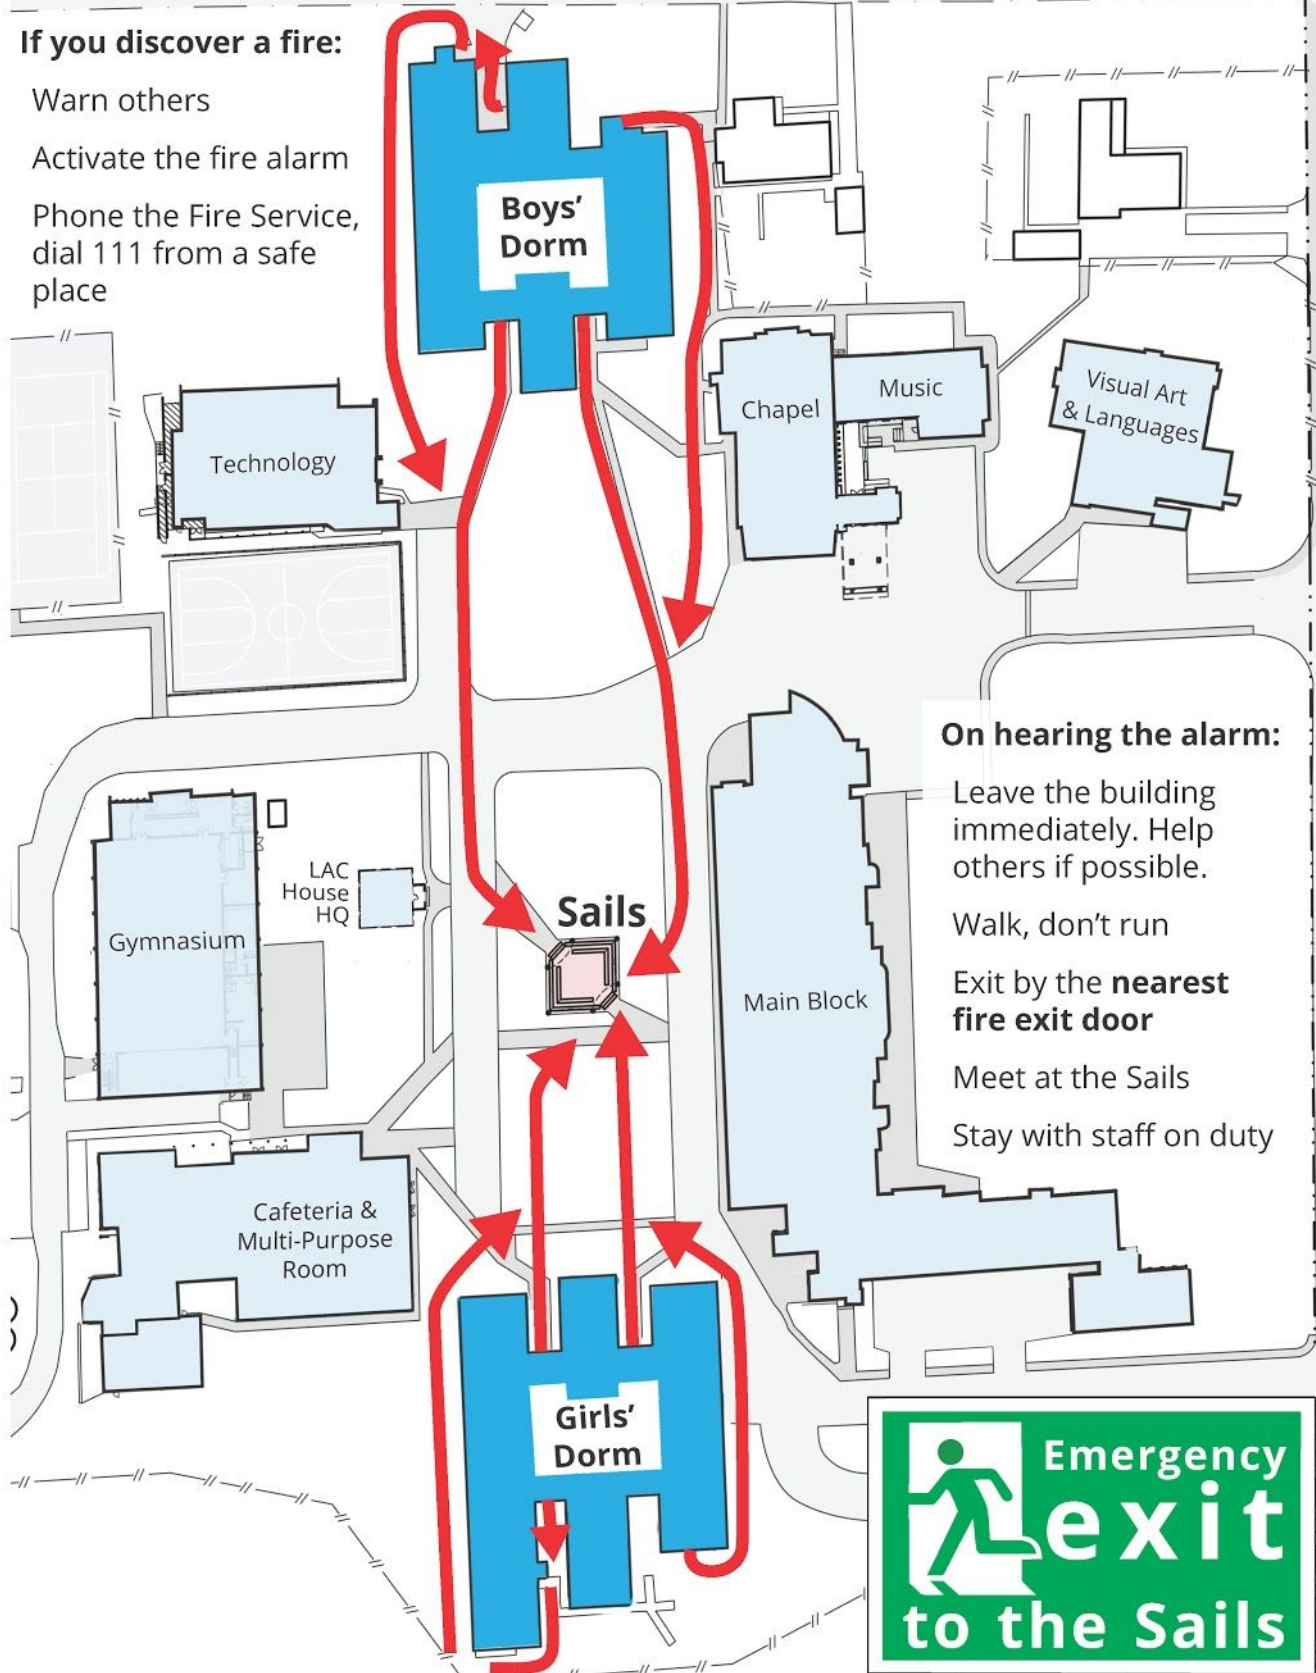 If you discover a fire:
Warn others
Activate the fire alarm
Phone the Fire Service,
dial 111 from a safe
place
Boys’
Dorm
Technology
Chapel
Music
Visual Art
& Languages
LAC
House
HQ
Gymnasium
Sails
Main Block
On hearing the alarm:
Leave the building
immediately. Help
others if possible.
Walk, don’t run
Exit by the nearest
fire exit door
Meet at the Sails
Stay with staff on duty
Cafeteria &
Multi-Purpose
Room
Girls’
Dorm
Emergency
exit
to the Sails